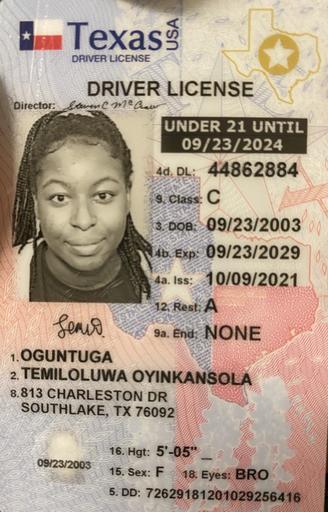 Texas USA
DRIVER LICENSE
DRIVER LICENSE
Director:
UNDER 21 UNTIL
09/23/2024
4d. DL: 44862884
9. Class: C
3. DOB: 09/23/2003
4b. Exp: 09/23/2029
4a. Iss: 10/09/2021
12. Rest: A
9a. End: NONE
1. OGUNTUGA
2. TEMILOLUWA OYINKANSOLA
8. 813 CHARLESTON DR
SOUTHLAKE, TX 76092
09/23/2003
16. Hgt: 5'-05" _
15. Sex: F 18. Eyes: BRO
5. DD: 72629181201029256416